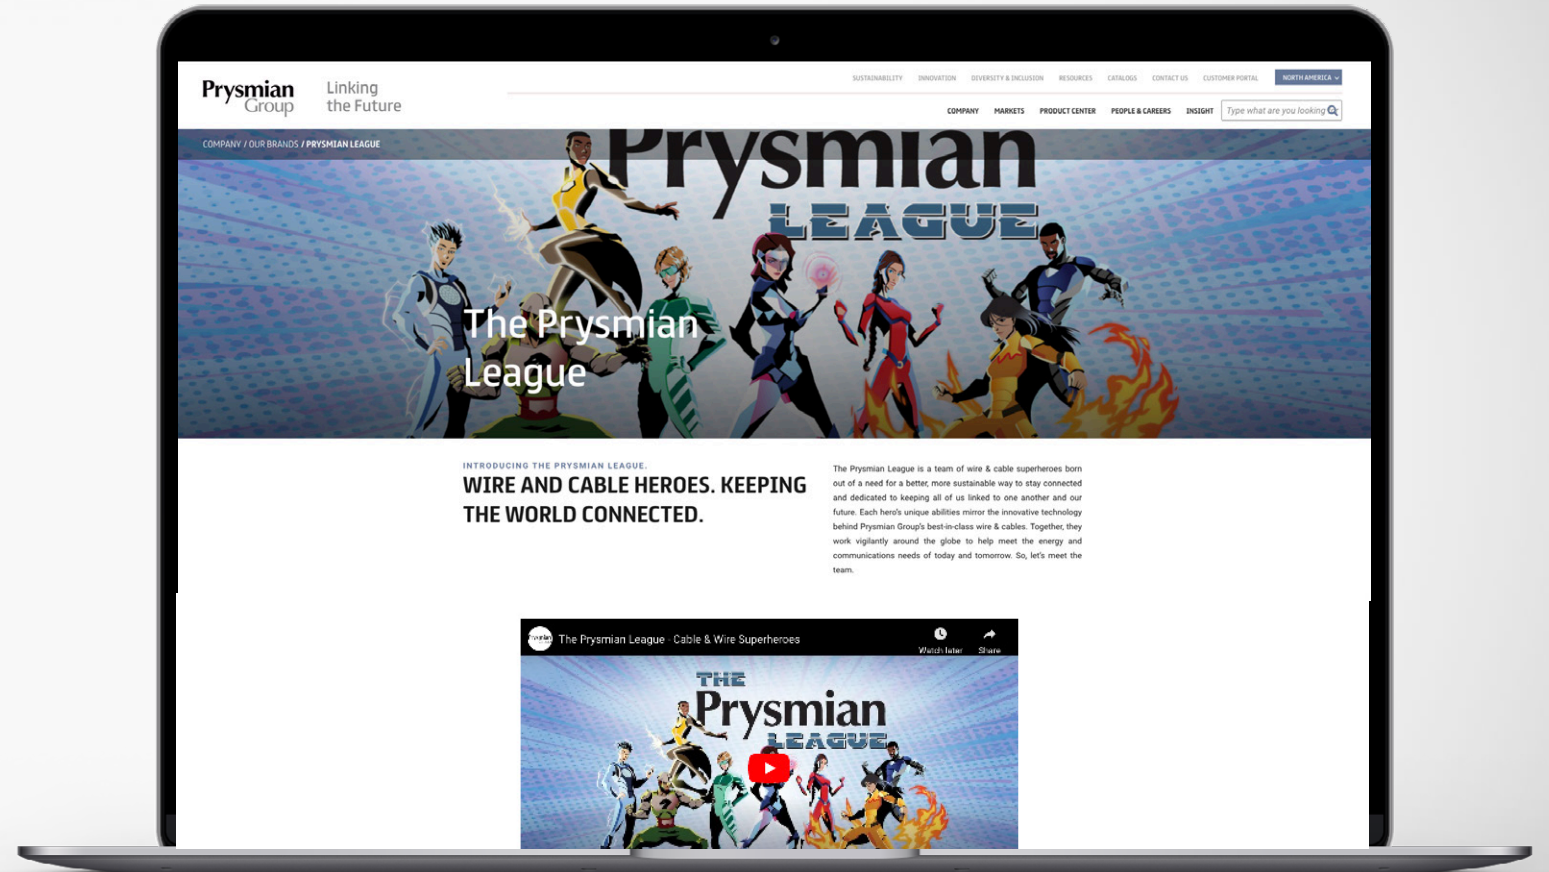 Prysmian
Group
Linking
the Future
SUSTAINABILITY INNOVATION DIVERSITY & INCLUSION RESOURCES CATALOGS CONTACT US CUSTOMER PORTAL NORTH AMERICA
COMPANY MARKETS PRODUCT CENTER PEOPLE & CAREERS INSIGHT Type what are you looking
COMPANY / OUR BRANDS / PRYSMIAN LEAGUE
Prysmian
LEAGUE
The Prysmian
League
INTRODUCING THE PRYSMIAN LEAGUE.
WIRE AND CABLE HEROES. KEEPING
THE WORLD CONNECTED.
The Prysmian League is a team of wire & cable superheroes born
out of a need for a better, more sustainable way to stay connected
and dedicated to keeping all of us linked to one another and our
future. Each hero's unique abilities mirror the innovative technology
behind Prysmian Group's best-in-class wire & cables. Together, they
work vigilantly around the globe to help meet the energy and
communications needs of today and tomorrow. So, let's meet the
team.
Prysmian
The Prysmian League - Cable & Wire Superheroes
Watch later Share
THE
Prysmian
LEAGUE